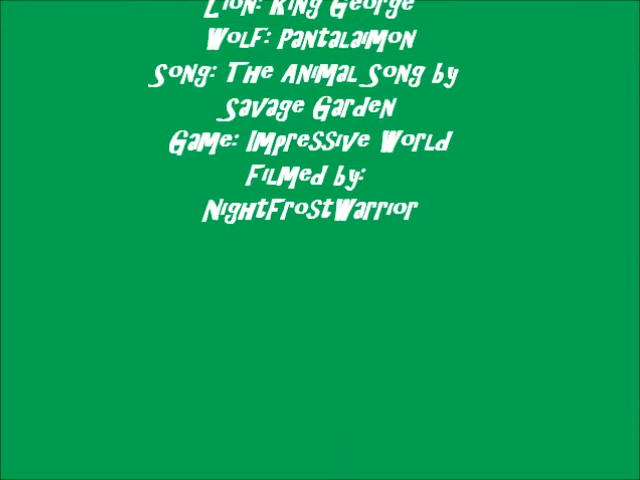 Lion: King George
Wolf: Pantalaimon
Song: The Animal Song by
Savage Garden
Game: Impressive World
Filmed by:
NightFrostWarrior